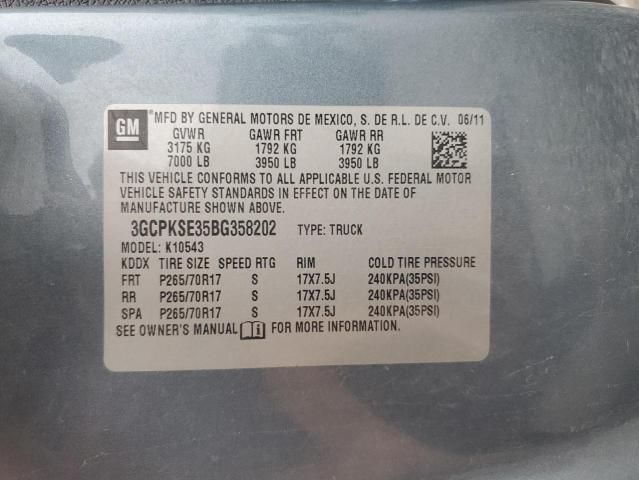 GM ® MFD BY GENERAL MOTORS DE MEXICO, S. DE R.L. DE C.V. 06/11
GVWR GAWR FRT GAWR RR
3175 KG 1792 KG 1792 KG
7000 LB 3950 LB 3950 LB
THIS VEHICLE CONFORMS TO ALL APPLICABLE U.S. FEDERAL MOTOR
VEHICLE SAFETY STANDARDS IN EFFECT ON THE DATE OF
MANUFACTURE SHOWN ABOVE.
3GCPKSE35BG358202 TYPE: TRUCK
MODEL: K10543
KDDX TIRE SIZE SPEED RTG RIM COLD TIRE PRESSURE
FRT P265/70R17 S 17X7.5J 240KPA(35PSI)
RR P265/70R17 S 17X7.5J 240KPA(35PSI)
SPA P265/70R17 S 17X7.5J 240KPA(35PSI)
SEE OWNER'S MANUAL FOR MORE INFORMATION.